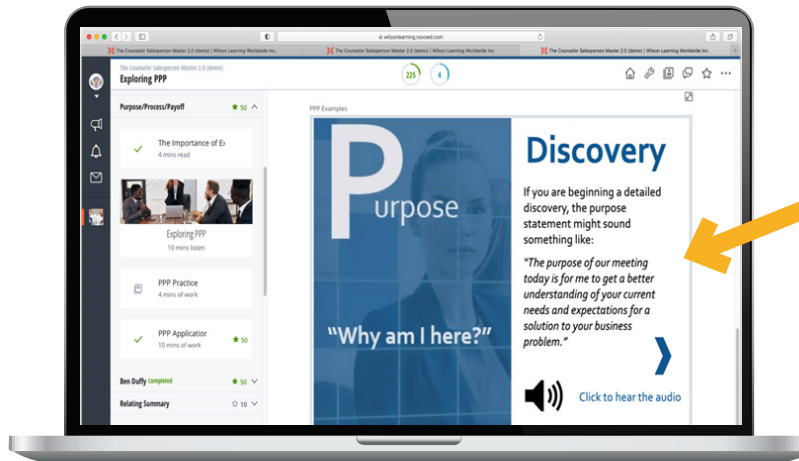 wilsonlearning.novoed.com
The Counselor Salesperson Master 2.0 (demo) | Wilson Learning Worldwide Inc.
The Counselor Salesperson Master 2.0 (demo) | Wilson Learning Worldwide Inc.
The Counselor Salesperson Master 2.0 (demo) | Wilson Learning Worldwide Inc.
The Counselor Salesperson Master 2.0 (demo)
Exploring PPP
225
4
Purpose/Process/Payoff
50
The Importance of Ex
4 mins read
Exploring PPP
10 mins listen
PPP Practice
4 mins of work
PPP Application
10 mins of work
50
Ben Duffy Completed
50
Relating Summary
10
PPP Examples
Purpose
"Why am I here?"
Discovery
If you are beginning a detailed
discovery, the purpose
statement might sound
something like:
"The purpose of our meeting
today is for me to get a better
understanding of your current
needs and expectations for a
solution to your business
problem."
Click to hear the audio